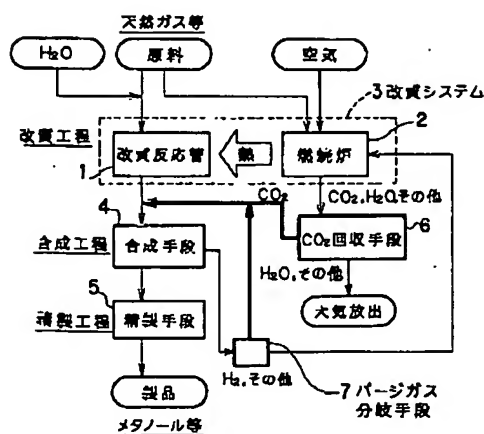 天然ガス等
H₂O
原料
空気
3 改質システム
改質工程
改質反応管
熱
燃焼炉
2
1
CO₂
CO₂,H₂O,その他
4
合成工程
合成手段
CO₂回収手段
6
H₂O,その他
5
精製工程
精製手段
大気放出
H₂,その他
7 パージガス
分岐手段
製品
メタノール等